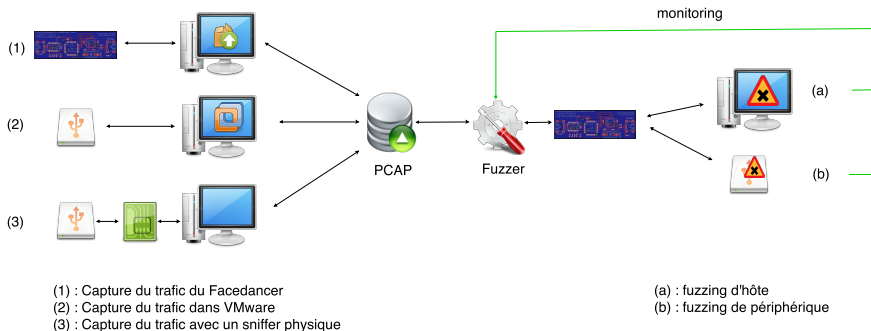 monitoring
(1)
(2)
(3)
PCAP
Fuzzer
(a)
(b)
(1) : Capture du trafic du Facedancer
(2) : Capture du trafic dans VMware
(3) : Capture du trafic avec un sniffer physique
(a) : fuzzing d'hôte
(b) : fuzzing de périphérique